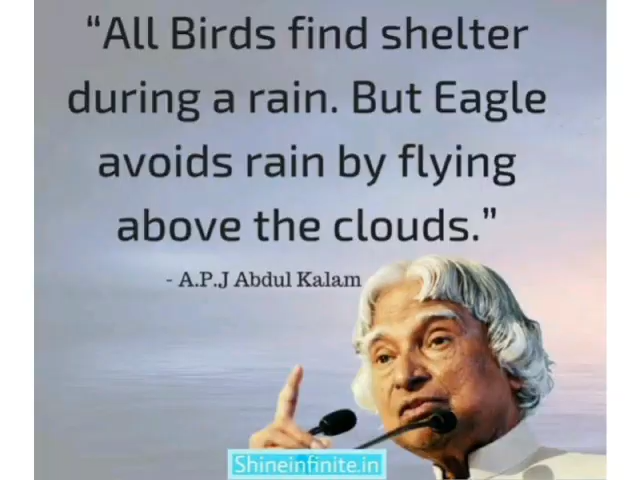 “All Birds find shelter
during a rain. But Eagle
avoids rain by flying
above the clouds.”
- A.P.J Abdul Kalam
Shineinfinite.in